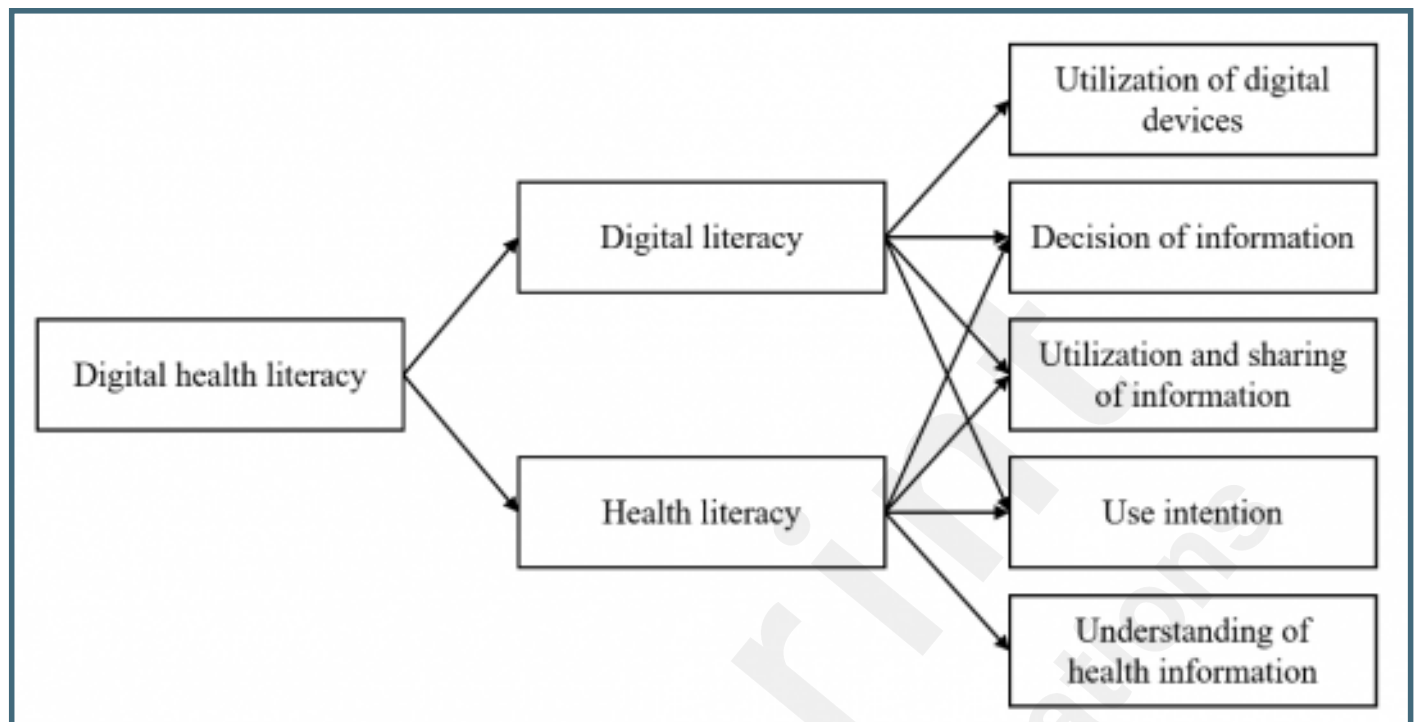 Utilization of digital
devices
Digital literacy
Decision of information
Digital health literacy
Utilization and sharing
of information
Health literacy
Use intention
Understanding of
health information